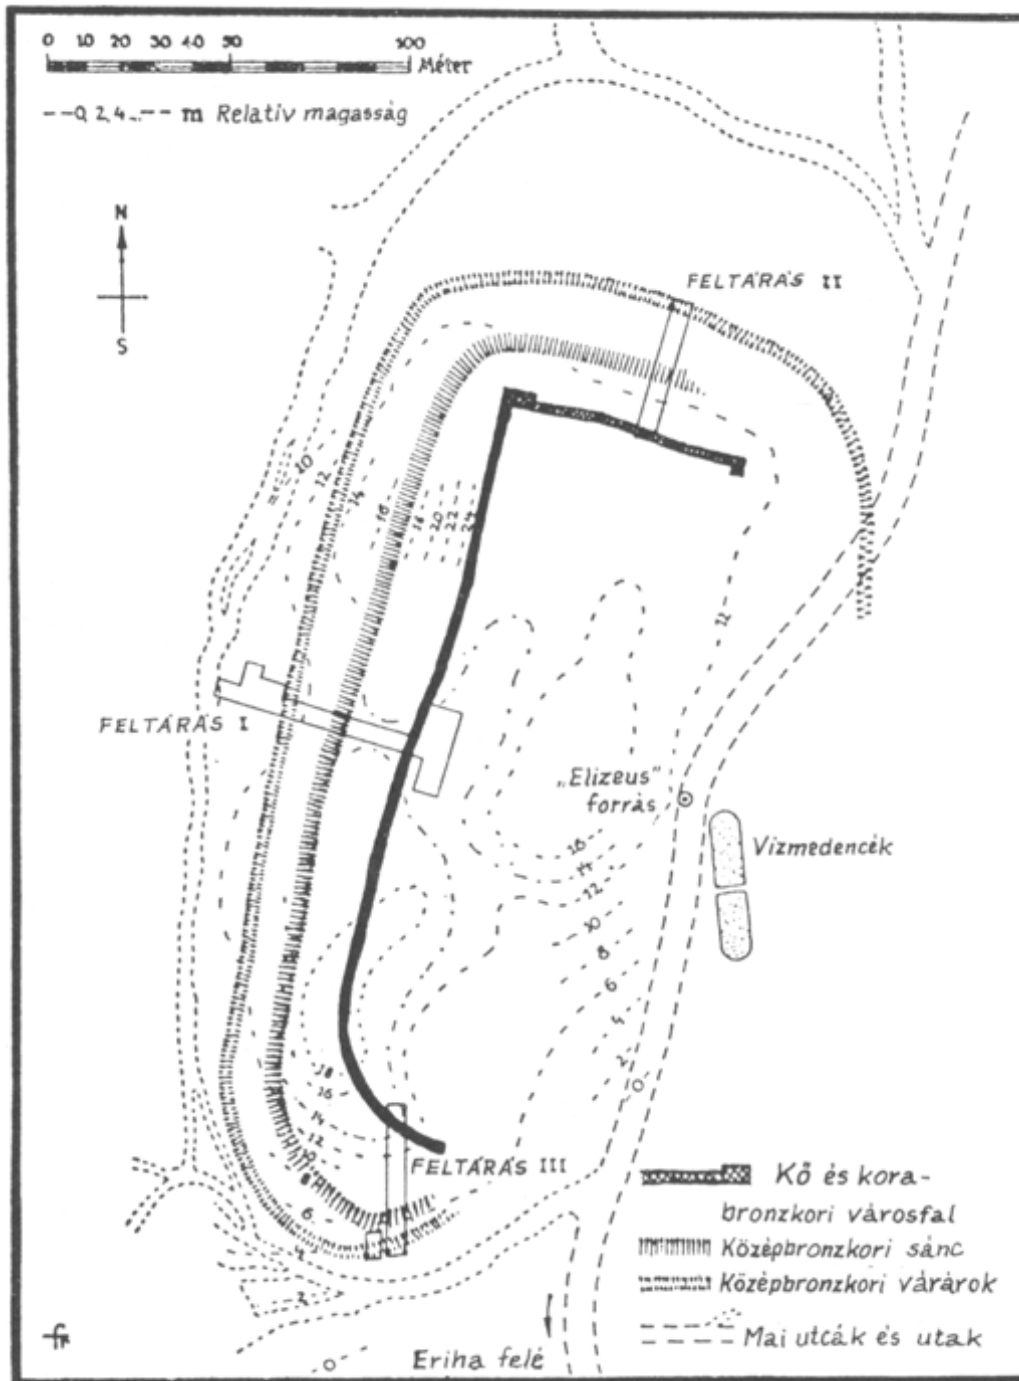 0 10 20 30 40 50 100
Méter
--0, 2, 4...-- m Relativ magasság
N
S
FELTÁRÁS II
10
12
14
16
18
20
22
24
12
FELTÁRÁS I
„Elizeus"
forrás
Vizmedencék
16
14
12
10
8
6
4
2
18
16
14
12
10
8
6
4
2
FELTÁRÁS III
Kő és kora-
bronzkori városfal
Középbronzkori sánc
Középbronzkori várárok
Mai utcák és utak
Eriha felé